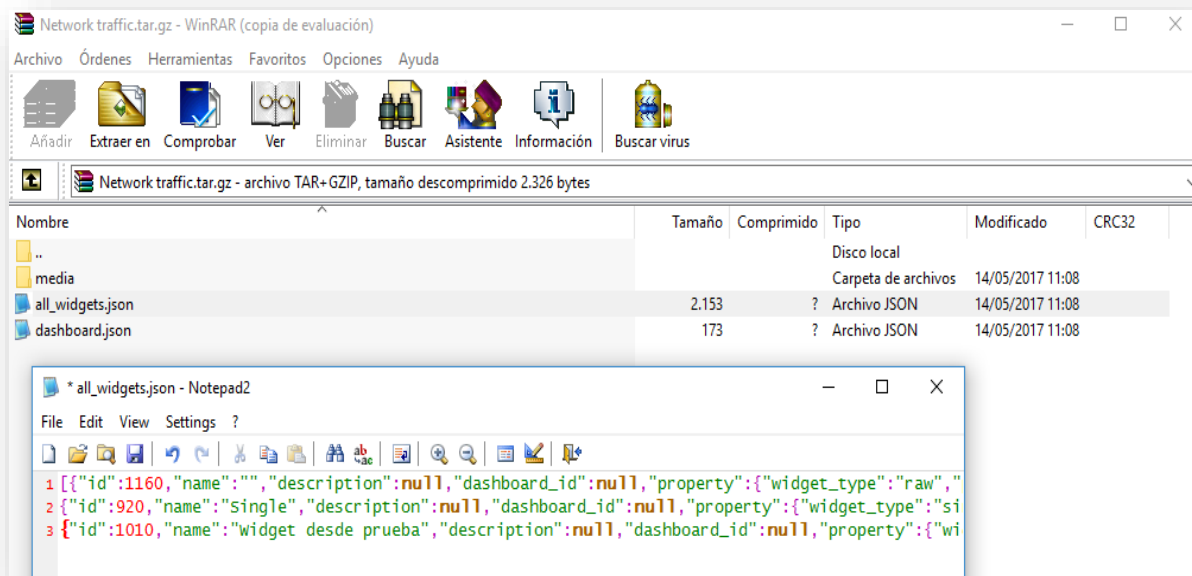 Network traffic.tar.gz - WinRAR (copia de evaluación)
Archivo Órdenes Herramientas Favoritos Opciones Ayuda
Añadir Extraer en Comprobar Ver Eliminar Buscar Asistente Información Buscar virus
Network traffic.tar.gz - archivo TAR+GZIP, tamaño descomprimido 2.326 bytes
Nombre Tamaño Comprimido Tipo Modificado CRC32
.. Disco local
media Carpeta de archivos 14/05/2017 11:08
all_widgets.json 2.153 ? Archivo JSON 14/05/2017 11:08
dashboard.json 173 ? Archivo JSON 14/05/2017 11:08
* all_widgets.json - Notepad2
File Edit View Settings ?
1 [{"id":1160,"name":"","description":null,"dashboard_id":null,"property":{"widget_type":"raw","
2 {"id":920,"name":"Single","description":null,"dashboard_id":null,"property":{"widget_type":"si
3 {"id":1010,"name":"Widget desde prueba","description":null,"dashboard_id":null,"property":{"wi